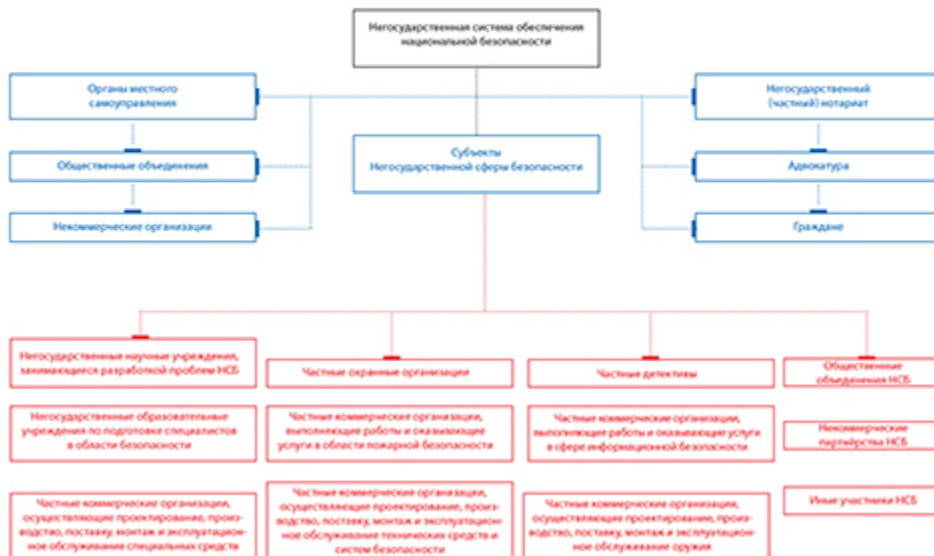 Негосударственная система обеспечения
национальной безопасности
Органы местного
самоуправления
Негосударственный
(частный) нотариат
Субъекты
Негосударственной сферы безопасности
Общественные объединения
Адвокатура
Некоммерческие организации
Граждане
Негосударственные научные учреждения,
занимающиеся разработкой проблем НСБ
Частные охранные организации
Частные детективы
Общественные
объединения НСБ
Негосударственные образовательные
учреждения по подготовке специалистов
в области безопасности
Частные коммерческие организации,
выполняющие работы и оказывающие
услуги в области пожарной безопасности
Частные коммерческие организации,
выполняющие работы и оказывающие услуги
в сфере информационной безопасности
Некоммерческие
партнёрства НСБ
Частные коммерческие организации,
осуществляющие проектирование, произ-
водство, поставку, монтаж и эксплуатацион-
ное обслуживание специальных средств
Частные коммерческие организации,
осуществляющие проектирование, произ-
водство, поставку, монтаж и эксплуатацион-
ное обслуживание технических средств и
систем безопасности
Частные коммерческие организации,
осуществляющие проектирование, произ-
водство, поставку, монтаж и эксплуатацион-
ное обслуживание оружия
Иные участники НСБ